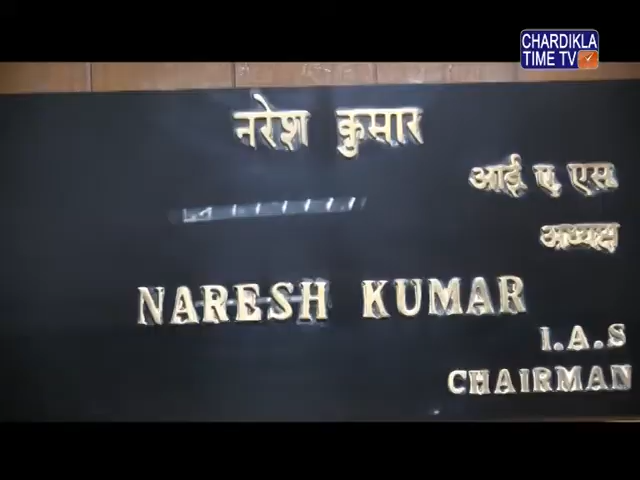 CHARDIKLA
TIME TV
नरेश कुमार
आई ए एस
अध्यक्ष
NARESH KUMAR
I.A.S
CHAIRMAN